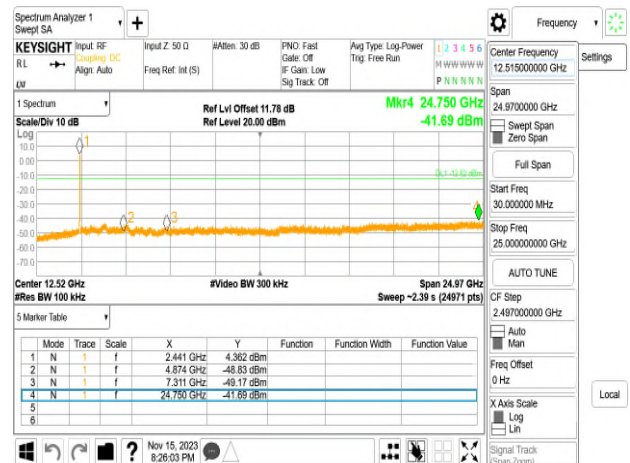 Spectrum Analyzer 1
Swept SA
Frequency
KEYSIGHT
Input: RF
Input Z: 50 Ω
#Atten: 30 dB
PNO: Fast
Avg Type: Log-Power
1 2 3 4 5 6
RL
Coupling: DC
Gate: Off
Trig: Free Run
M W W W W W
Align: Auto
Freq Ref: Int (S)
IF Gain: Low
Sig Track: Off
P N N N N N
LXI
1 Spectrum
Scale/Div 10 dB
Ref Lvl Offset 11.78 dB
Ref Level 20.00 dBm
Mkr4 24.750 GHz
-41.69 dBm
Log
10.0
0.00
-10.0
-20.0
-30.0
-40.0
-50.0
-60.0
-70.0
1
2
3
4
Center 12.52 GHz
#Video BW 300 kHz
Span 24.97 GHz
#Res BW 100 kHz
Sweep ~2.39 s (24971 pts)
5 Marker Table
Mode Trace Scale X Y Function Function Width Function Value
1 N 1 f 2.441 GHz 4.362 dBm
2 N 1 f 4.874 GHz -48.83 dBm
3 N 1 f 7.311 GHz -49.17 dBm
4 N 1 f 24.750 GHz -41.69 dBm
5
6
Nov 15, 2023
8:26:03 PM
Center Frequency
12.515000000 GHz
Settings
Span
24.9700000 GHz
Swept Span
Zero Span
Full Span
Start Freq
30.000000 MHz
Stop Freq
25.000000000 GHz
AUTO TUNE
CF Step
2.497000000 GHz
Auto
Man
Freq Offset
0 Hz
Local
X Axis Scale
Log
Lin
Signal Track
(Span Zoom)